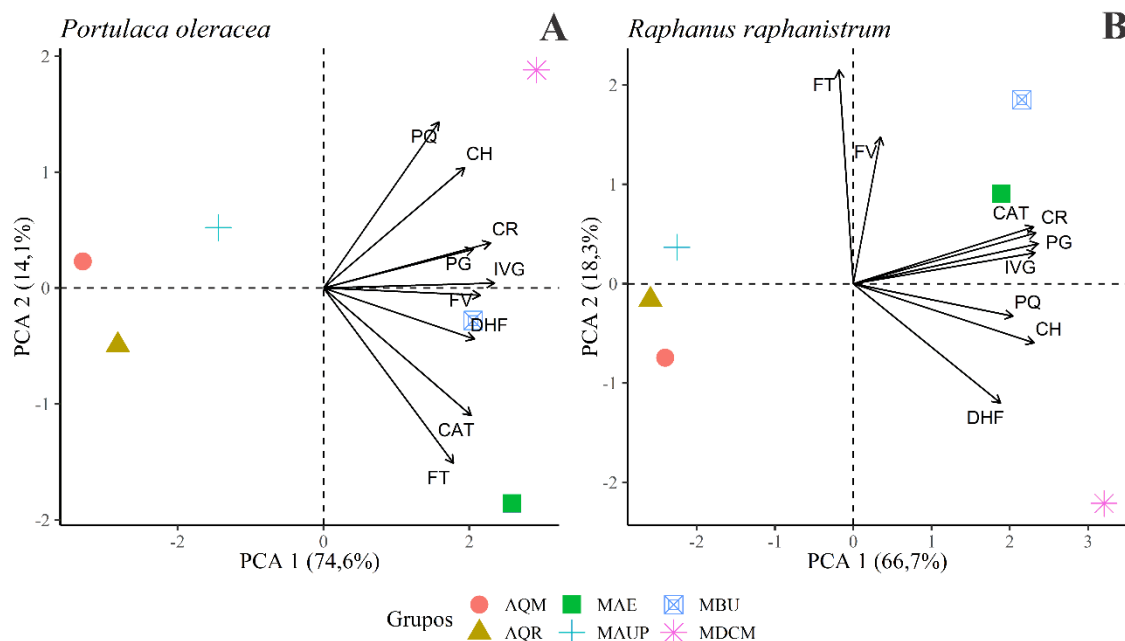 Portulaca oleracea
A
PCA 2 (14,1%)
2
1
0
-1
-2
PQ
CH
CR
PG
IVG
FV
DHF
CAT
FT
-2
0
2
PCA 1 (74,6%)
Raphanus raphanistrum
B
PCA 2 (18,3%)
2
1
0
-1
-2
FT
FV
CAT
CR
PG
IVG
PQ
CH
DHF
-2
-1
0
1
2
3
PCA 1 (66,7%)
Grupos
AQM
MAE
MBU
AQR
MAUP
MDCM